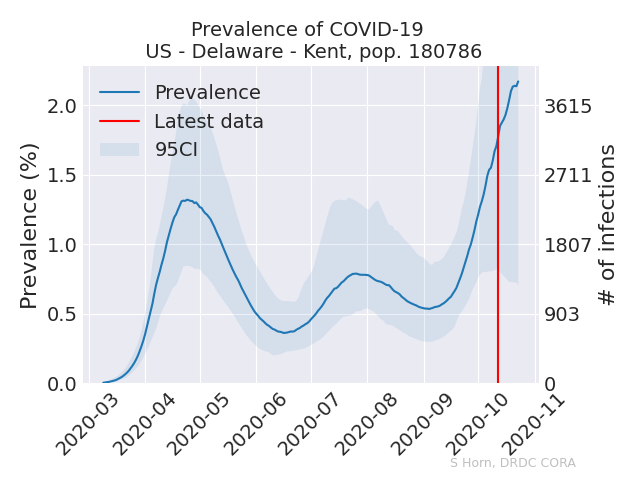 Prevalence of COVID-19
US - Delaware - Kent, pop. 180786
Prevalence
Latest data
95CI
Prevalence (%)
2.0
1.5
1.0
0.5
0.0
# of infections
3615
2711
1807
903
0
2020-03
2020-04
2020-05
2020-06
2020-07
2020-08
2020-09
2020-10
2020-11
S Horn, DRDC CORA